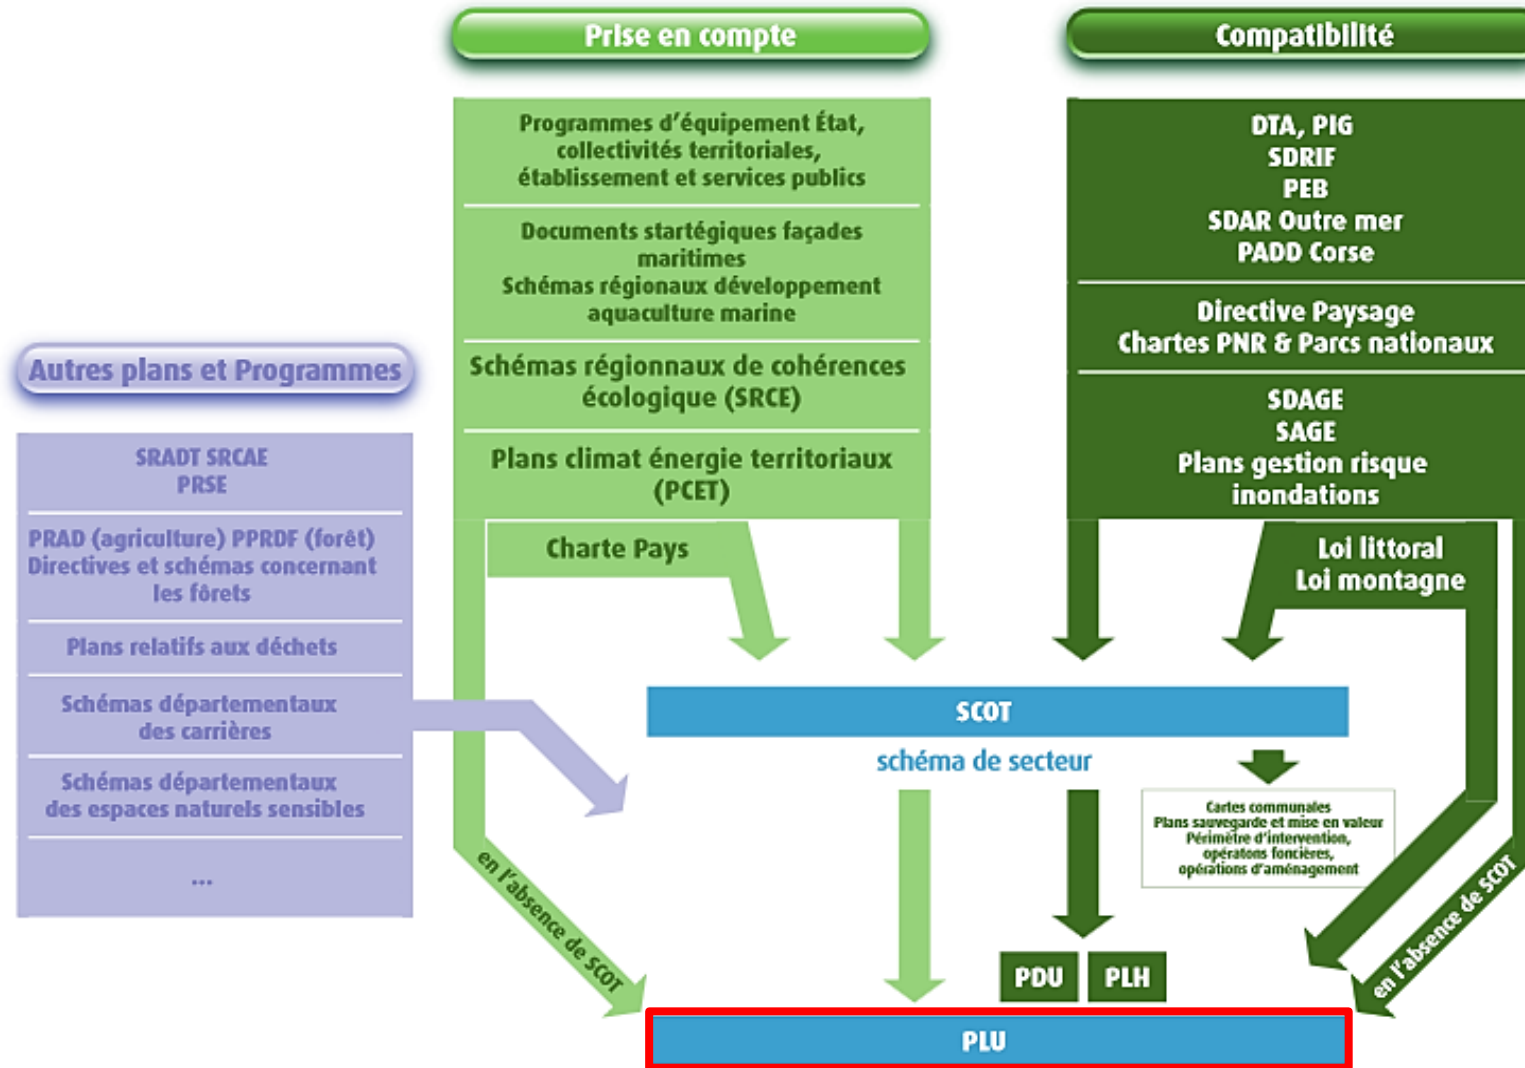 Prise en compte
Compatibilité
Programmes d'équipement État,
collectivités territoriales,
établissement et services publics
Documents startégiques façades
maritimes
Schémas régionaux développement
aquaculture marine
Schémas régionnaux de cohérences
écologique (SRCE)
Plans climat énergie territoriaux
(PCET)
Charte Pays
DTA, PIG
SDRIF
PEB
SDAR Outre mer
PADD Corse
Directive Paysage
Chartes PNR & Parcs nationaux
SDAGE
SAGE
Plans gestion risque
inondations
Loi littoral
Loi montagne
Autres plans et Programmes
SRADT SRCAE
PRSE
PRAD (agriculture) PPRDF (forêt)
Directives et schémas concernant
les fôrets
Plans relatifs aux déchets
Schémas départementaux
des carrières
Schémas départementaux
des espaces naturels sensibles
...
SCOT
schéma de secteur
Cartes communales
Plans sauvegarde et mise en valeur
Périmètre d'intervention,
opératons foncières,
opérations d'aménagement
en l'absence de SCOT
en l'absence de SCOT
PDU
PLH
PLU